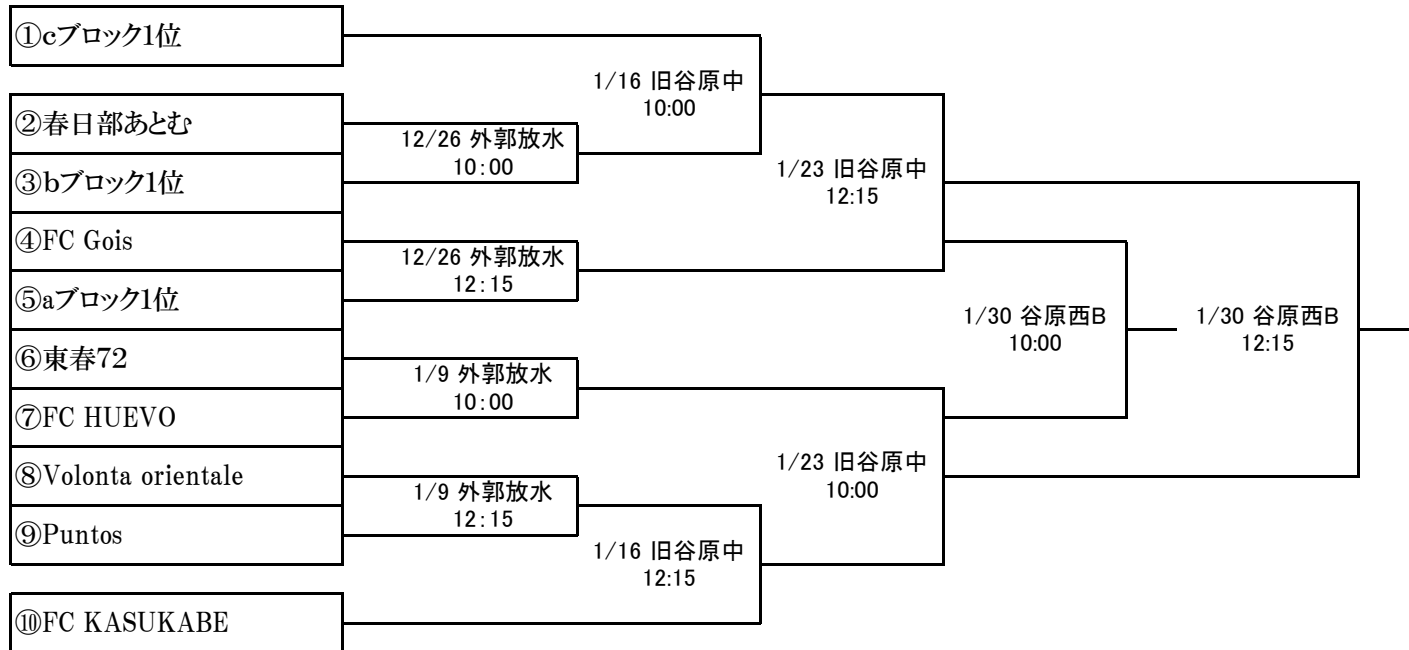 ①cブロック1位
1/16 旧谷原中
10:00
②春日部あとむ
12/26 外郭放水
10:00
③bブロック1位
1/23 旧谷原中
12:15
④FC Gois
12/26 外郭放水
12:15
⑤aブロック1位
1/30 谷原西B
10:00
1/30 谷原西B
12:15
⑥東春72
1/9 外郭放水
10:00
⑦FC HUEVO
⑧Volonta orientale
1/23 旧谷原中
10:00
1/9 外郭放水
12:15
⑨Puntos
1/16 旧谷原中
12:15
⑩FC KASUKABE